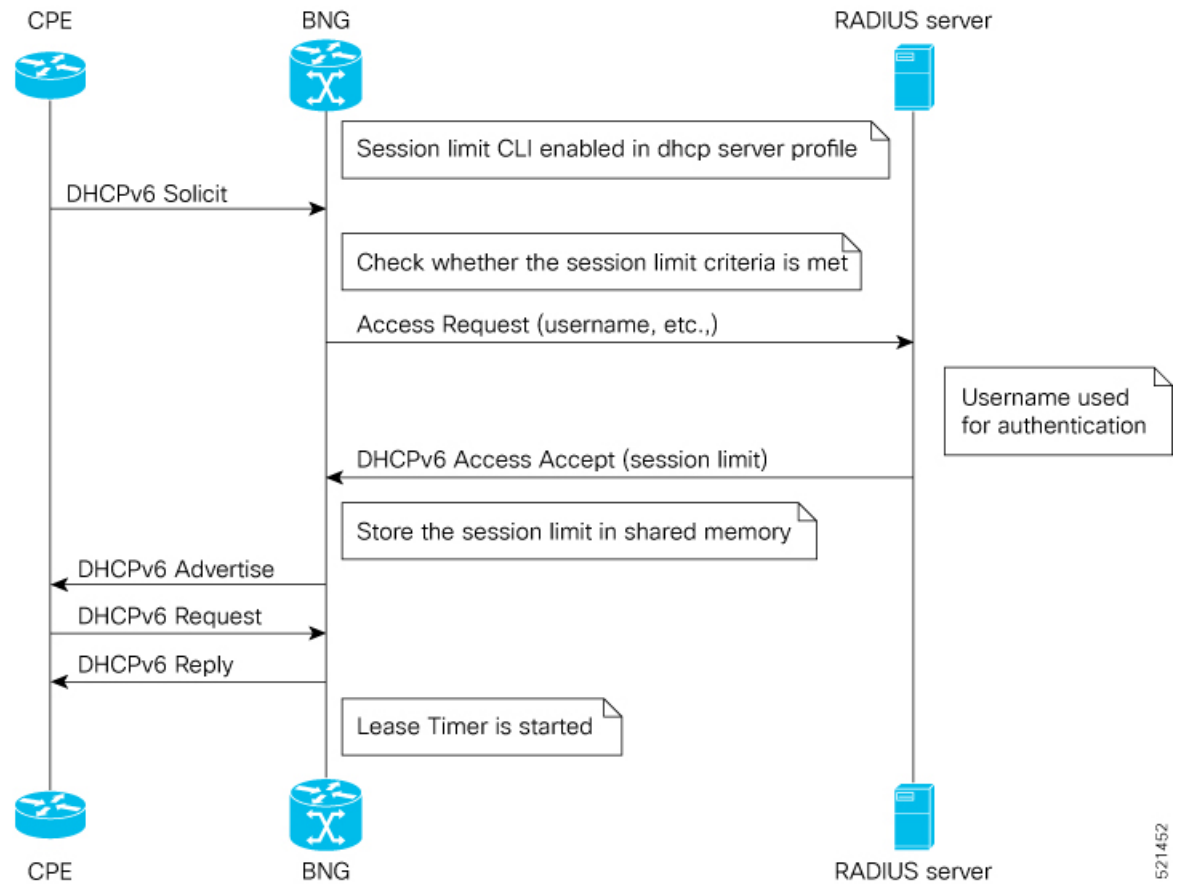 CPE
BNG
RADIUS server
Session limit CLI enabled in dhcp server profile
DHCPv6 Solicit
Check whether the session limit criteria is met
Access Request (username, etc.,)
Username used
for authentication
DHCPv6 Access Accept (session limit)
Store the session limit in shared memory
DHCPv6 Advertise
DHCPv6 Request
DHCPv6 Reply
Lease Timer is started
CPE
BNG
RADIUS server
521452